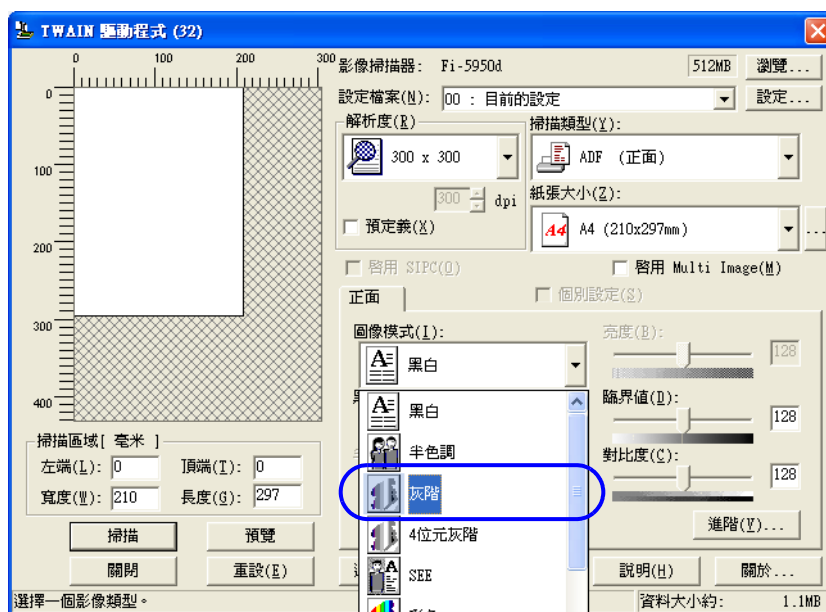 TWAIN 驅動程式 (32)
0 100 200 300
0
100
200
300
400
影像掃描器: Fi-5950d 512MB 瀏覽...
設定檔案(N): 00 : 目前的設定 設定...
解析度(R)
300 x 300
300 dpi
預定義(X)
掃描類型(Y):
ADF (正面)
紙張大小(Z):
A4 A4 (210x297mm) ...
啓用 SIPC(O) 啓用 Multi Image(M)
正面 個別設定(S)
圖像模式(I):
黑白
黑白
半色調
灰階
4位元灰階
SEE
亮度(B):
128
臨界值(D):
128
對比度(C):
128
進階(V)...
掃描區域[ 毫米 ]
左端(L): 0 頂端(T): 0
寬度(W): 210 長度(g): 297
掃描 預覽
關閉 重設(E) 說明(H) 關於...
選擇一個影像類型。 資料大小約: 1.1MB